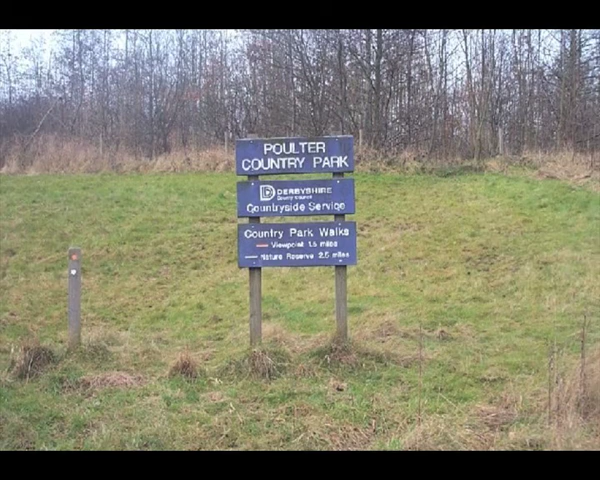 POULTER
COUNTRY PARK
DERBYSHIRE
County Council
Countryside Service
Country Park Walks
Viewpoint 1.5 miles
Nature Reserve 2.5 miles